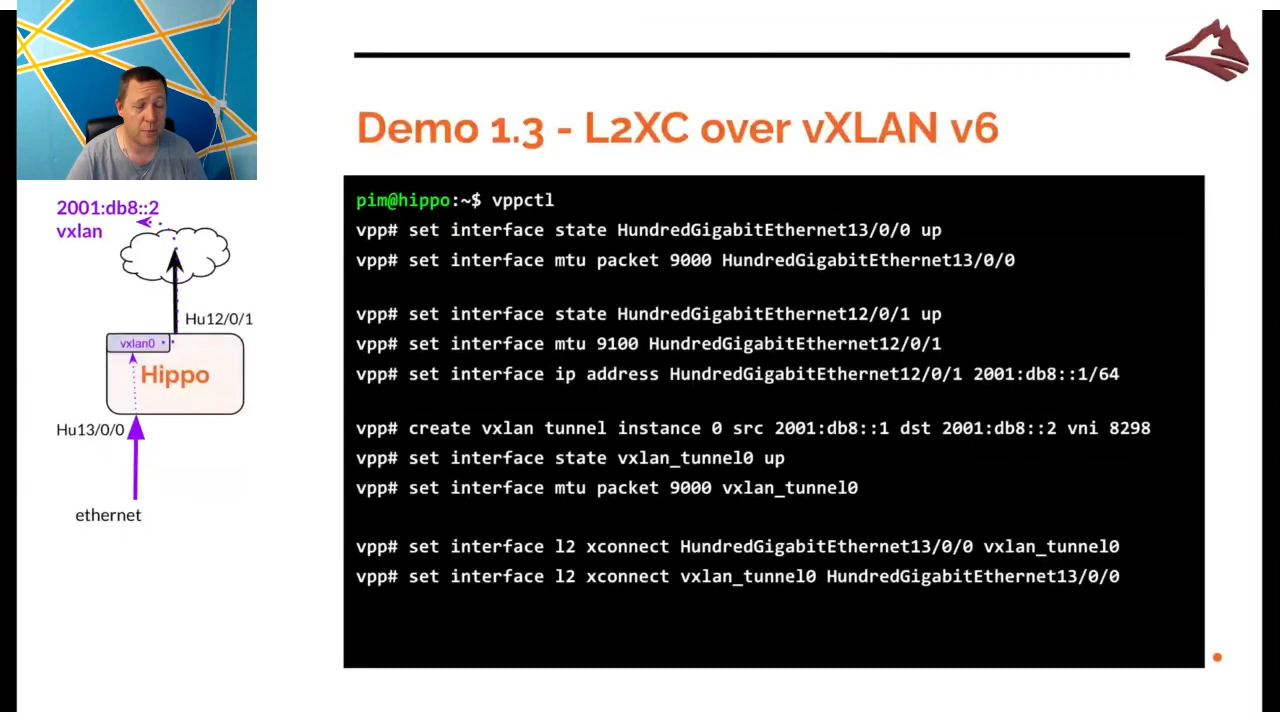 Demo 1.3 - L2XC over vXLAN v6
2001:db8::2
vxlan
Hu12/0/1
vxlan0
Hippo
Hu13/0/0
ethernet
pim@hippo:~$ vppctl
vpp# set interface state HundredGigabitEthernet13/0/0 up
vpp# set interface mtu packet 9000 HundredGigabitEthernet13/0/0
vpp# set interface state HundredGigabitEthernet12/0/1 up
vpp# set interface mtu 9100 HundredGigabitEthernet12/0/1
vpp# set interface ip address HundredGigabitEthernet12/0/1 2001:db8::1/64
vpp# create vxlan tunnel instance 0 src 2001:db8::1 dst 2001:db8::2 vni 8298
vpp# set interface state vxlan_tunnel0 up
vpp# set interface mtu packet 9000 vxlan_tunnel0
vpp# set interface l2 xconnect HundredGigabitEthernet13/0/0 vxlan_tunnel0
vpp# set interface l2 xconnect vxlan_tunnel0 HundredGigabitEthernet13/0/0